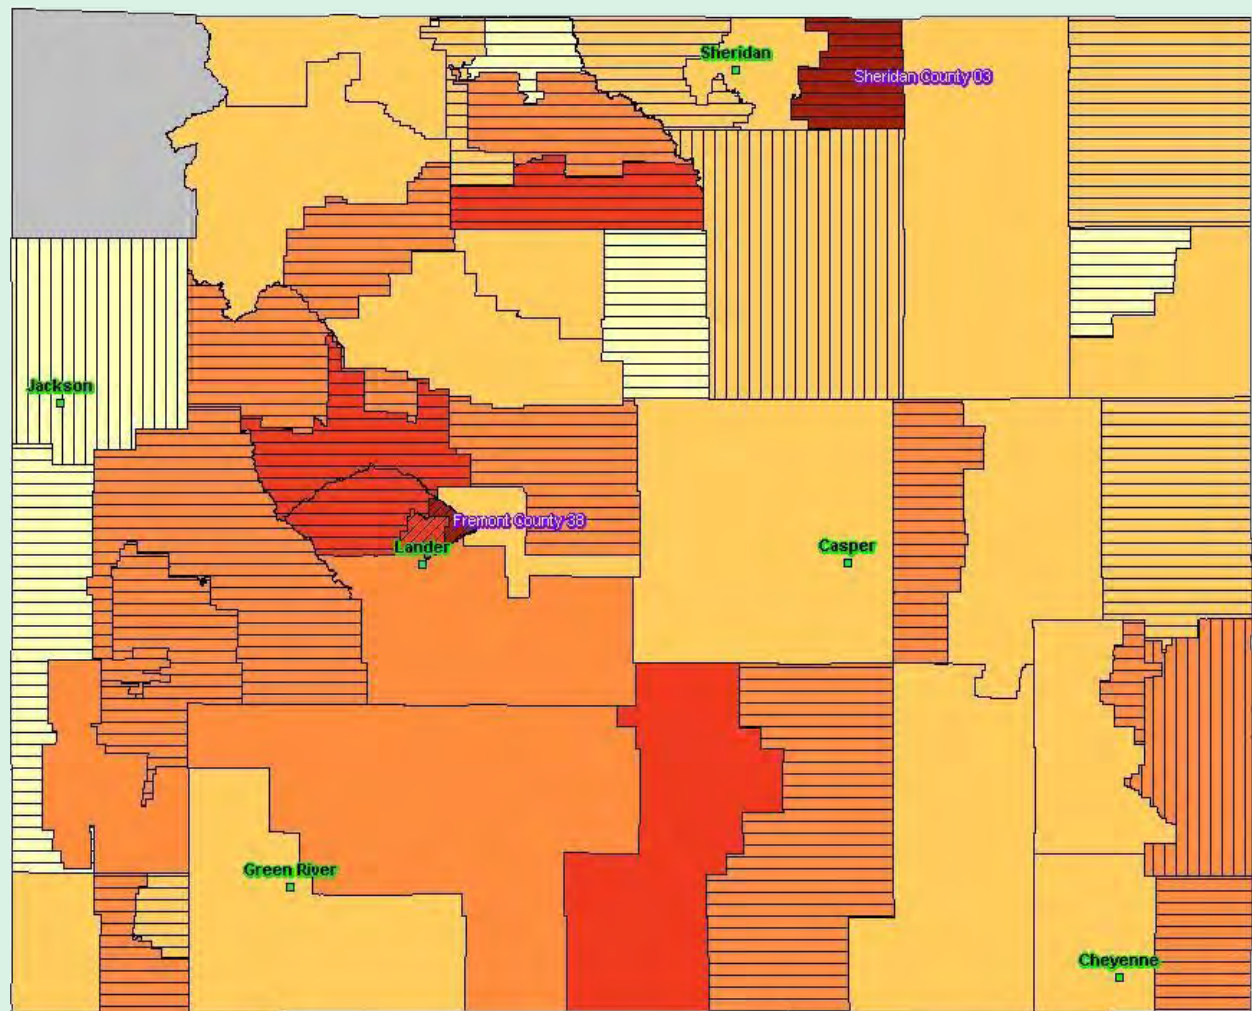 Sheridan
Sheridan County 03
Jackson
Fremont County 38
Lander
Casper
Green River
Cheyenne